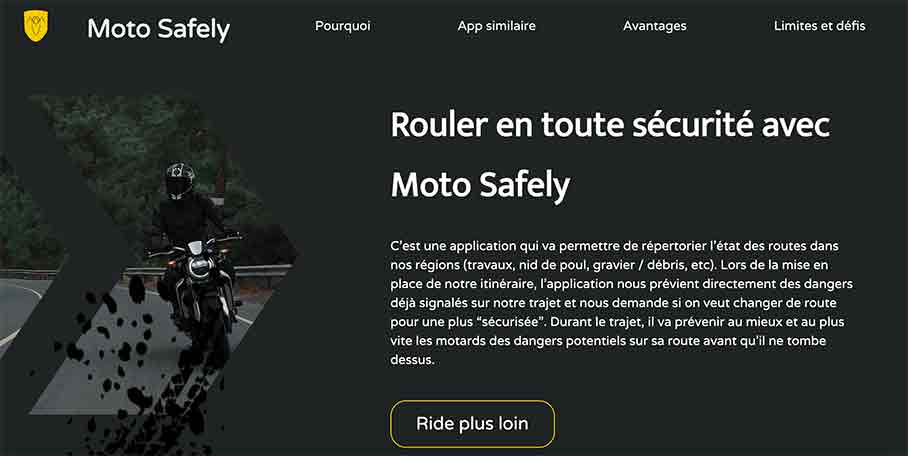 Moto Safely
Pourquoi
App similaire
Avantages
Limites et défis
Rouler en toute sécurité avec
Moto Safely
C'est une application qui va permettre de répertorier l'état des routes dans
nos régions (travaux, nid de poul, gravier / débris, etc). Lors de la mise en
place de notre itinéraire, l'application nous prévient directement des dangers
déjà signalés sur notre trajet et nous demande si on veut changer de route
pour une plus “sécurisée”. Durant le trajet, il va prévenir au mieux et au plus
vite les motards des dangers potentiels sur sa route avant qu'il ne tombe
dessus.
Ride plus loin